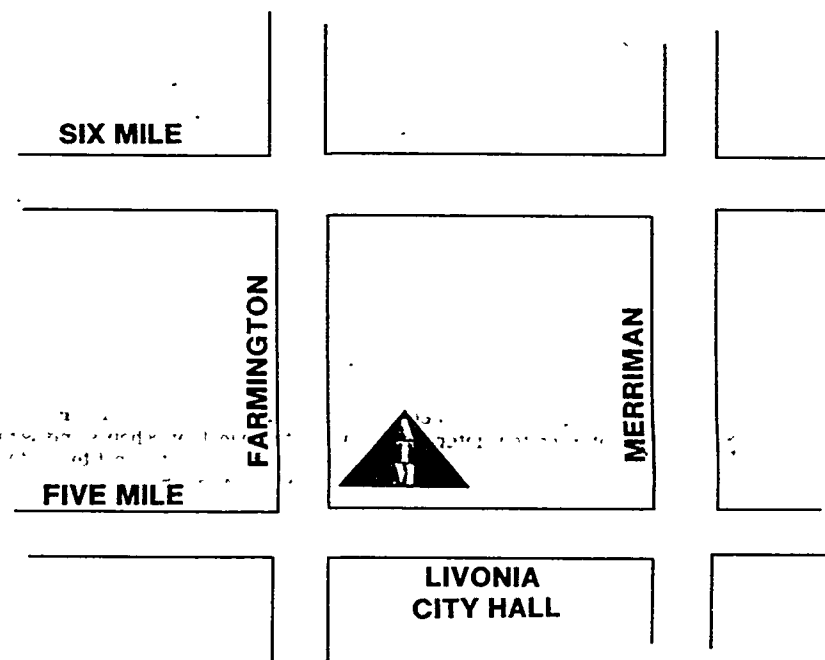 SIX MILE
FARMINGTON
MERRIMAN
FIVE MILE
LIVONIA
CITY HALL